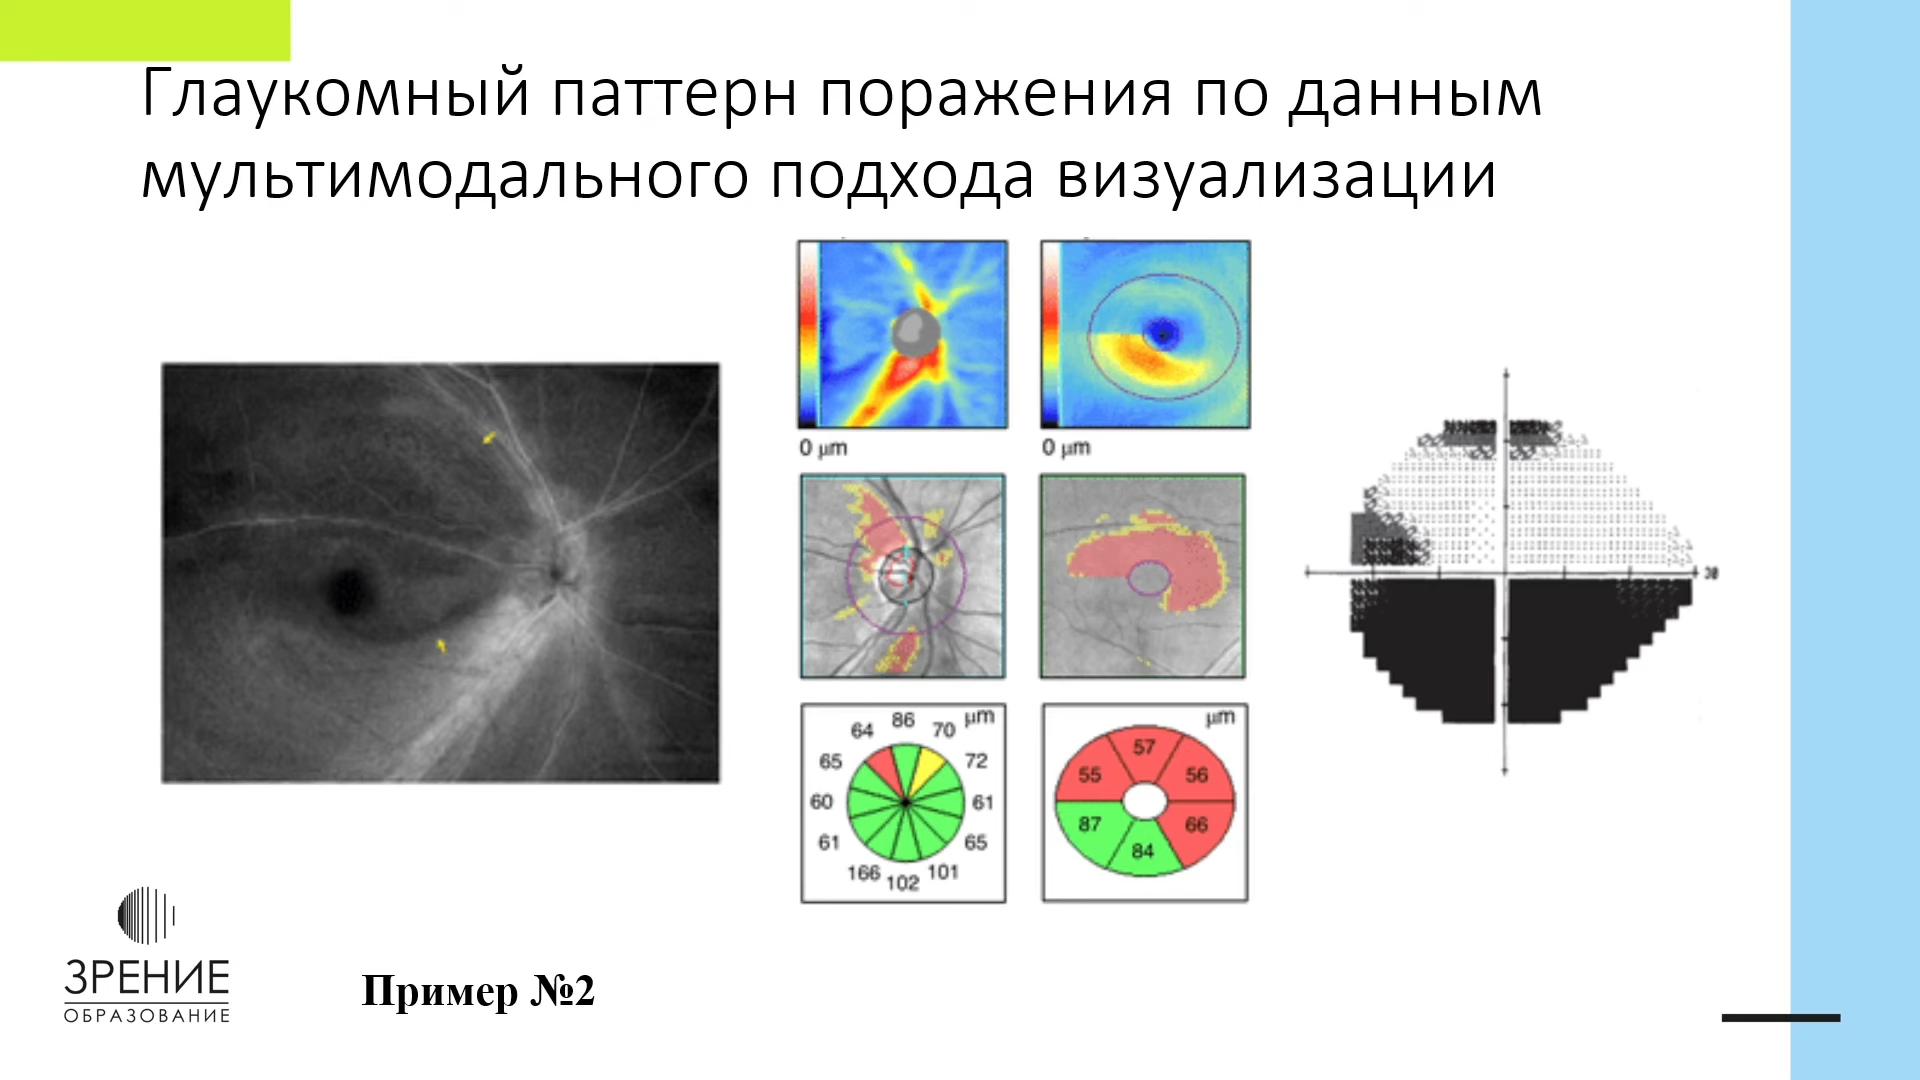 Глаукомный паттерн поражения по данным
мультимодального подхода визуализации
0 µm
0 µm
30
µm
86
64
70
65
72
60
61
61
65
166
102
101
µm
57
55
56
87
66
84
ЗРЕНИЕ
ОБРАЗОВАНИЕ
Пример №2